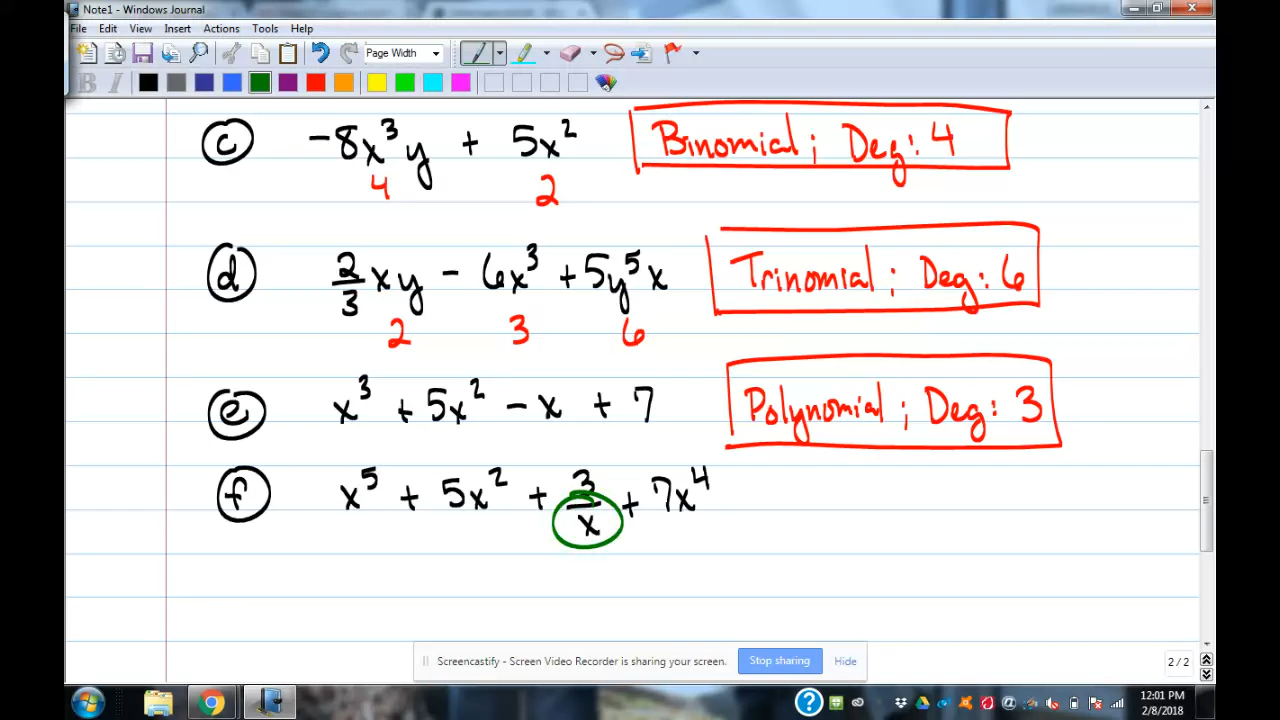 Note1 - Windows Journal
File Edit View Insert Actions Tools Help
Page Width
B I
c -8x³y + 5x² Binomial; Deg: 4
4 2
d 2/3 xy - 6x³ + 5y⁵x Trinomial; Deg: 6
2 3 6
e x³ + 5x² - x + 7 Polynomial; Deg: 3
f x⁵ + 5x² + 3/x + 7x⁴
Screencastify - Screen Video Recorder is sharing your screen. Stop sharing Hide
2 / 2
12:01 PM
2/8/2018